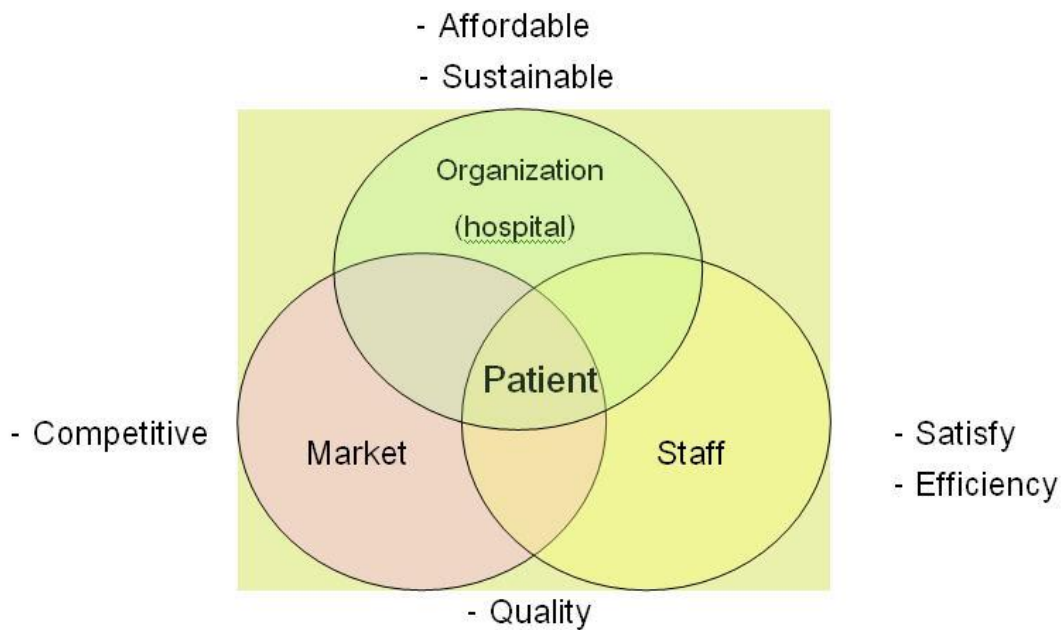 - Affordable
- Sustainable
Organization
(hospital)
Patient
- Competitive
Market
Staff
- Satisfy
- Efficiency
- Quality